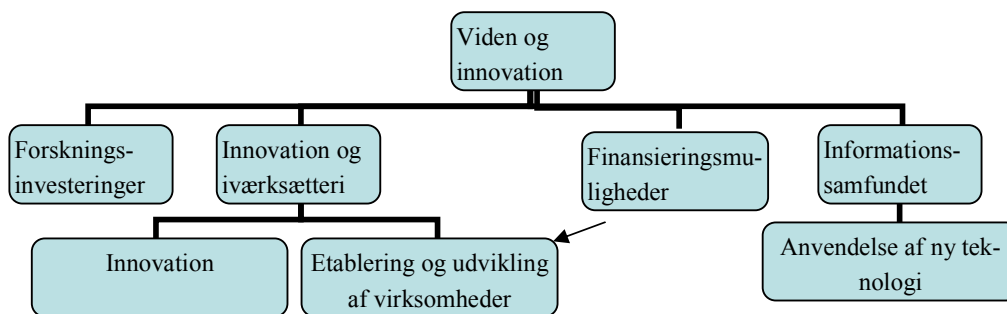 Viden og
innovation
Forsknings-
investeringer
Innovation og
iværksætteri
Finansieringsmu-
ligheder
Informations-
samfundet
Innovation
Etablering og udvikling
af virksomheder
Anvendelse af ny tek-
nologi